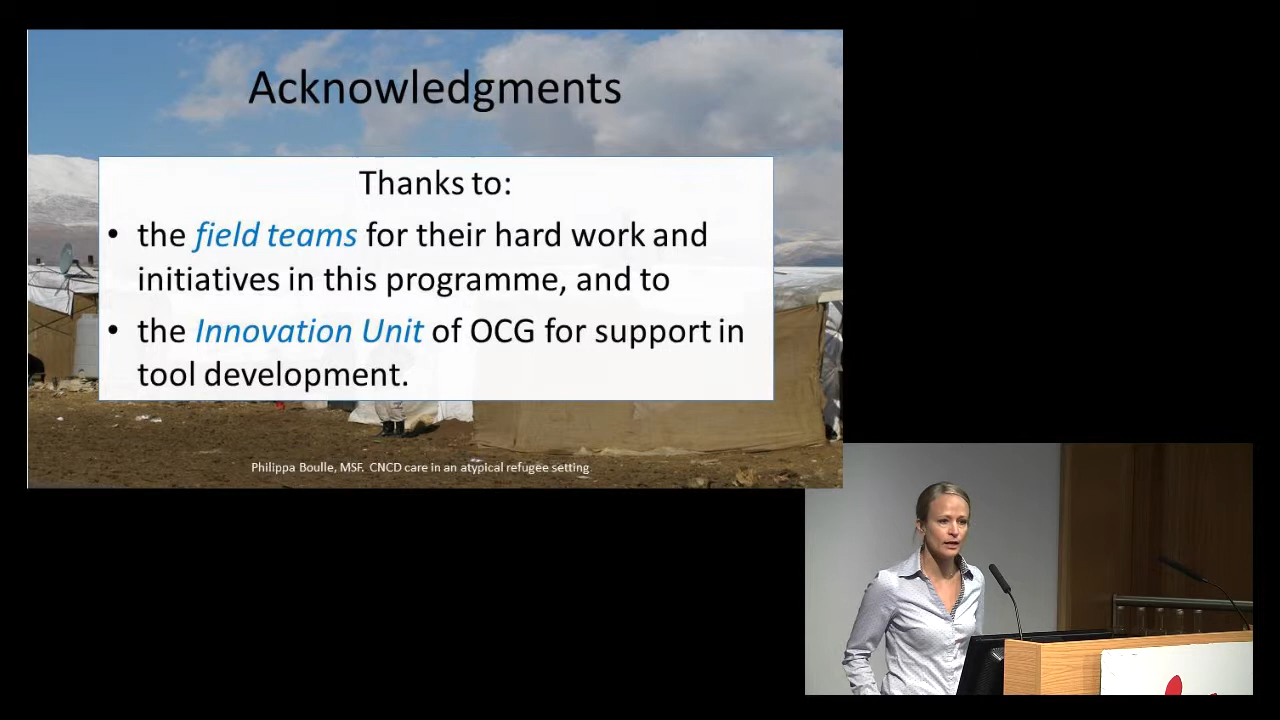 Acknowledgments
Thanks to:
• the field teams for their hard work and
initiatives in this programme, and to
• the Innovation Unit of OCG for support in
tool development.
Philippa Boulle, MSF. CNCD care in an atypical refugee setting